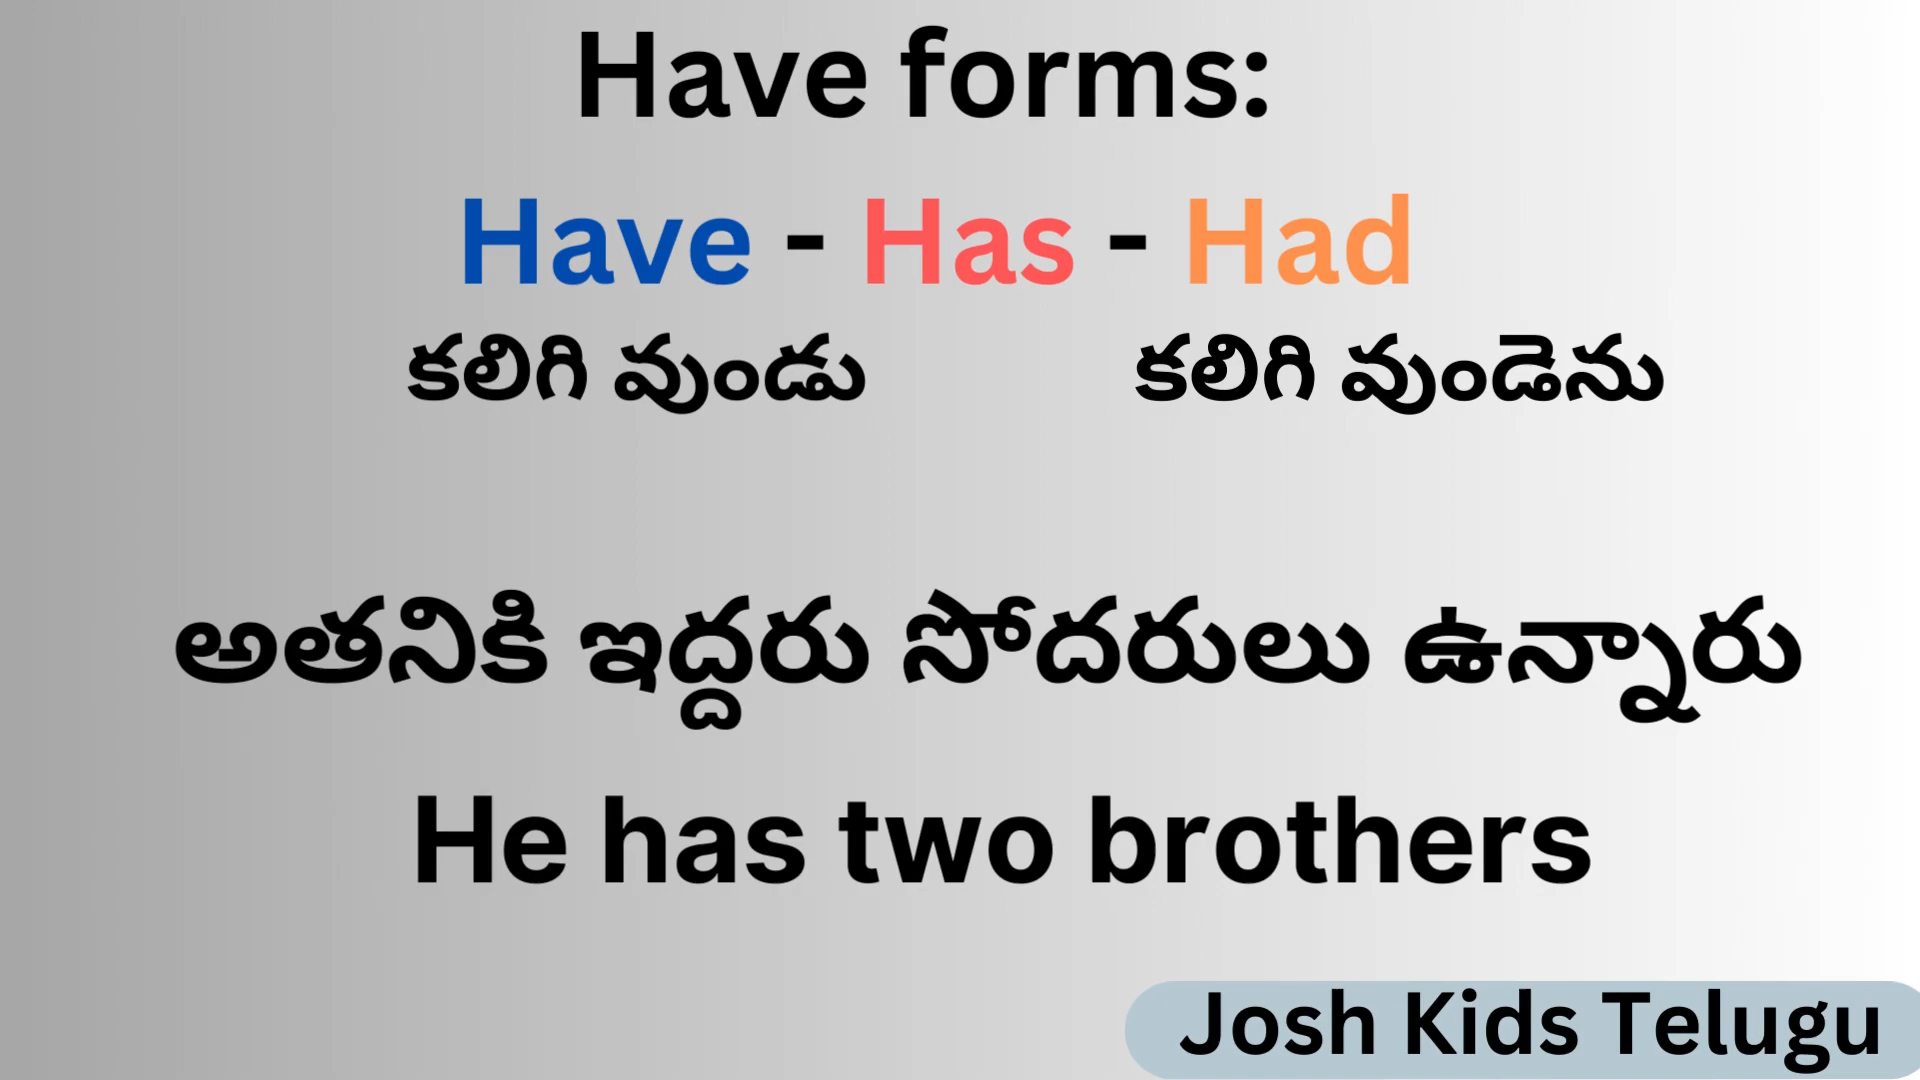 Have forms:
Have - Has - Had
కలిగి వుండు కలిగి వుండెను
అతనికి ఇద్దరు సోదరులు ఉన్నారు
He has two brothers
Josh Kids Telugu